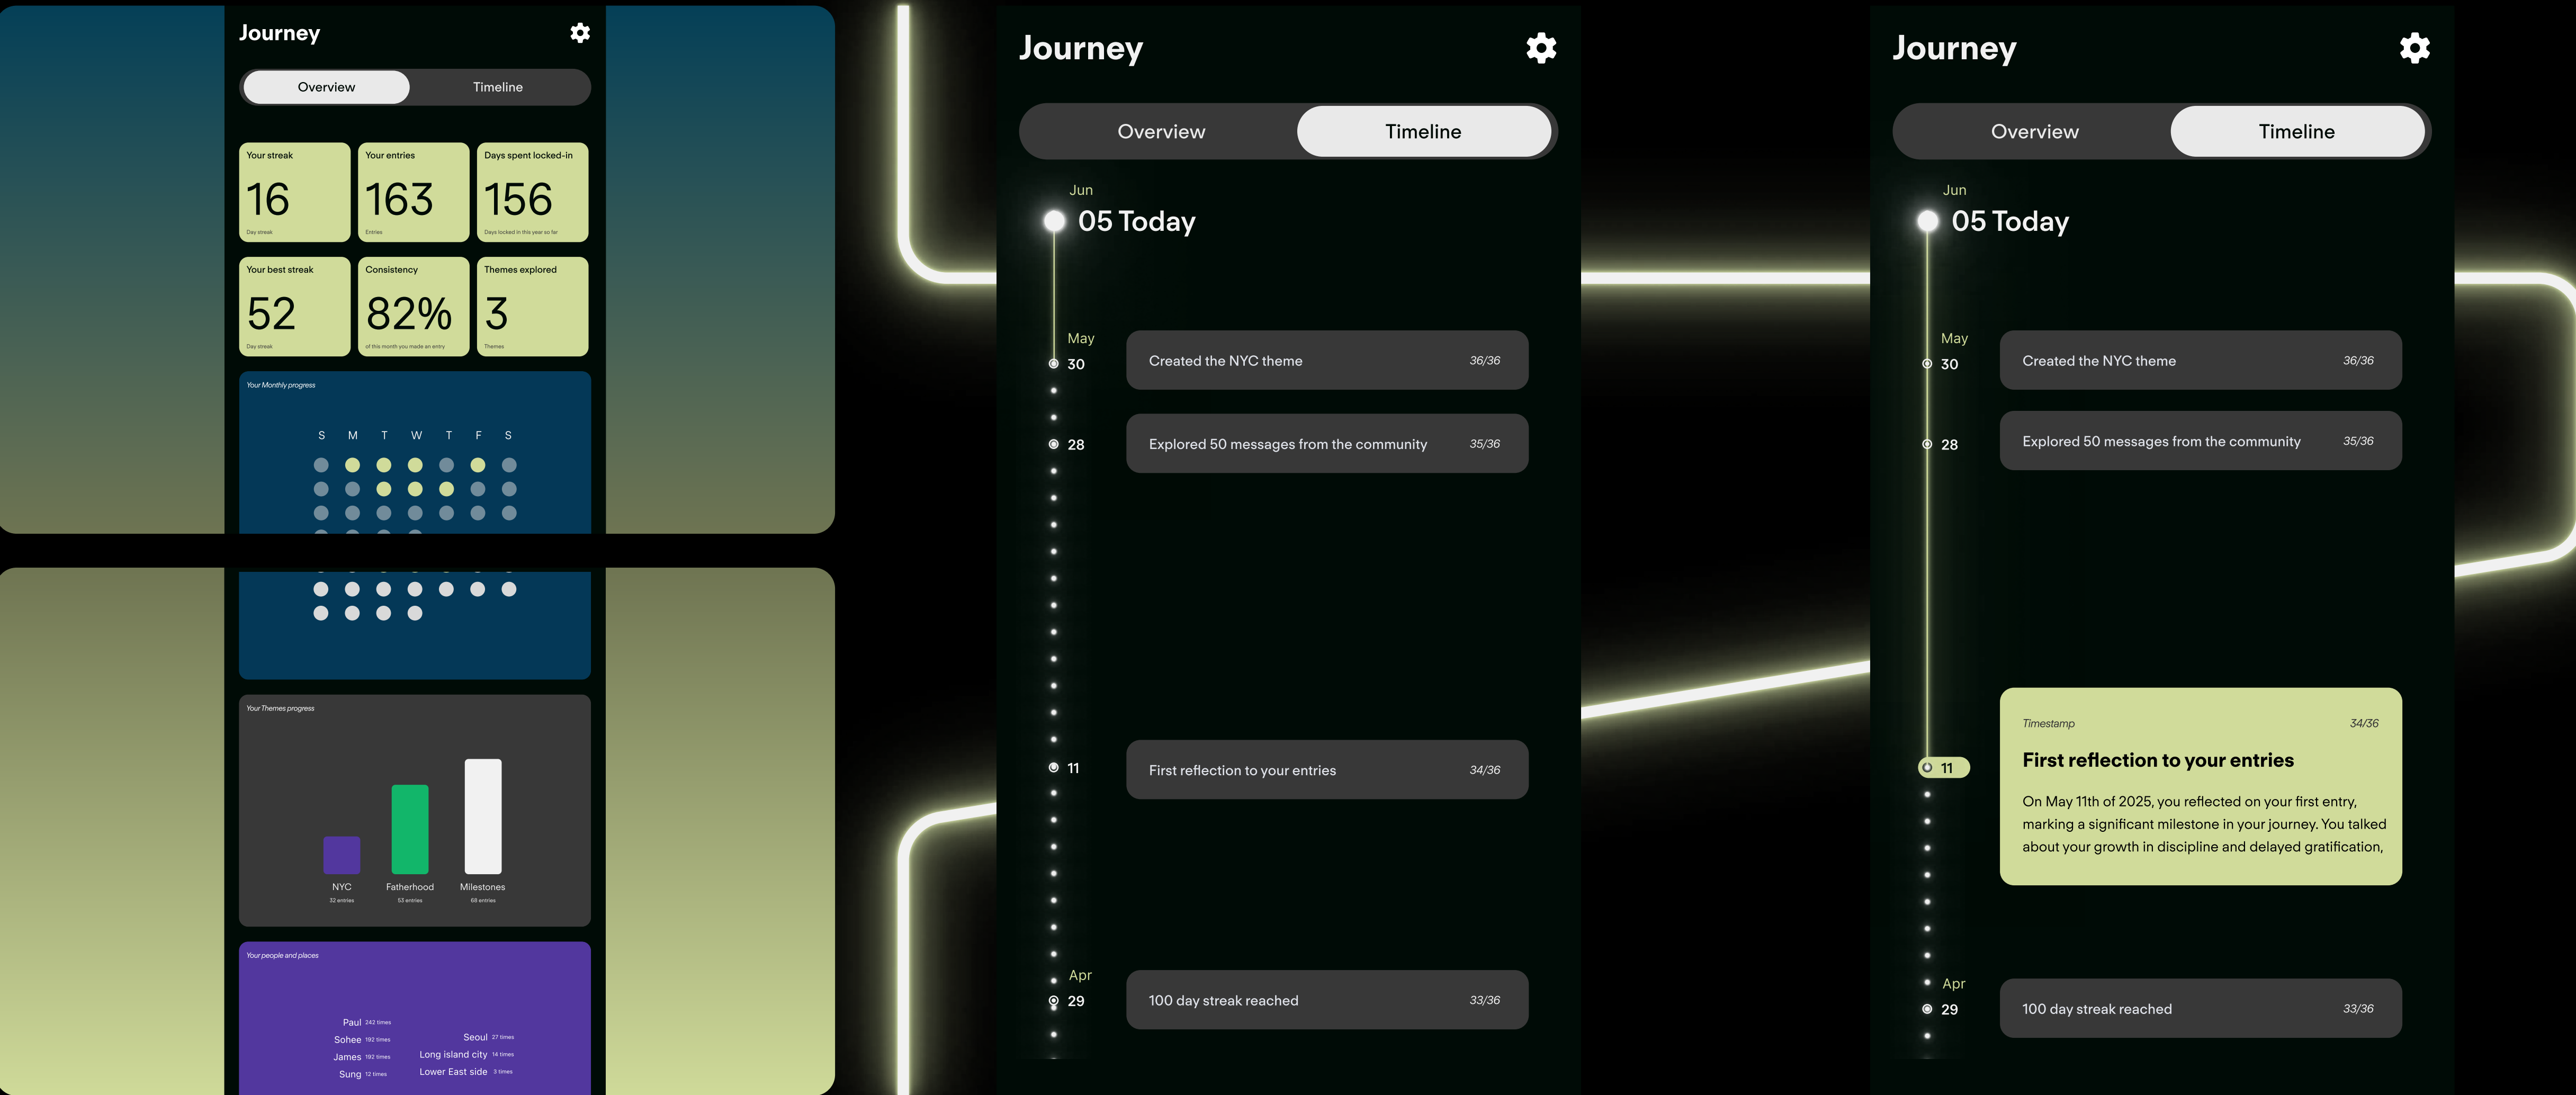 Journey
Overview
Timeline
Your streak
16
Day streak
Your entries
163
Entries
Days spent locked-in
156
Days locked in this year so far
Your best streak
52
Day streak
Consistency
82%
of this month you made an entry
Themes explored
3
Themes
Your Monthly progress
S M T W T F S
Your Themes progress
NYC
32 entries
Fatherhood
53 entries
Milestones
68 entries
Your people and places
Paul 242 times
Sohee 192 times
James 192 times
Sung 12 times
Seoul 27 times
Long island city 14 times
Lower East side 3 times
Journey
Overview
Timeline
Jun
05 Today
May
30
Created the NYC theme 36/36
28
Explored 50 messages from the community 35/36
11
First reflection to your entries 34/36
Apr
29
100 day streak reached 33/36
Journey
Overview
Timeline
Jun
05 Today
May
30
Created the NYC theme 36/36
28
Explored 50 messages from the community 35/36
11
Timestamp 34/36
First reflection to your entries
On May 11th of 2025, you reflected on your first entry,
marking a significant milestone in your journey. You talked
about your growth in discipline and delayed gratification,
Apr
29
100 day streak reached 33/36